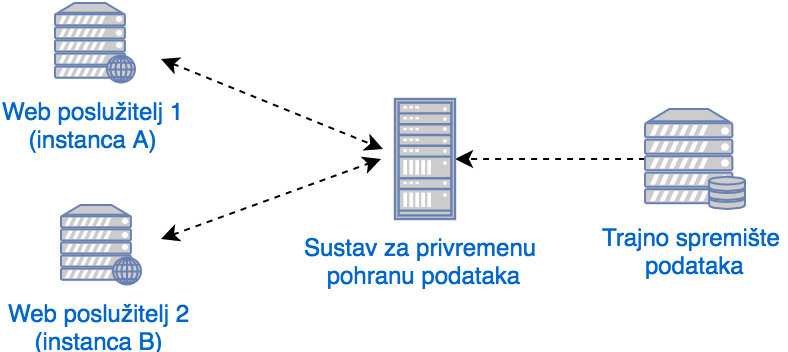 Web poslužitelj 1
(instanca A)
Sustav za privremenu
pohranu podataka
Trajno spremište
podataka
Web poslužitelj 2
(instanca B)